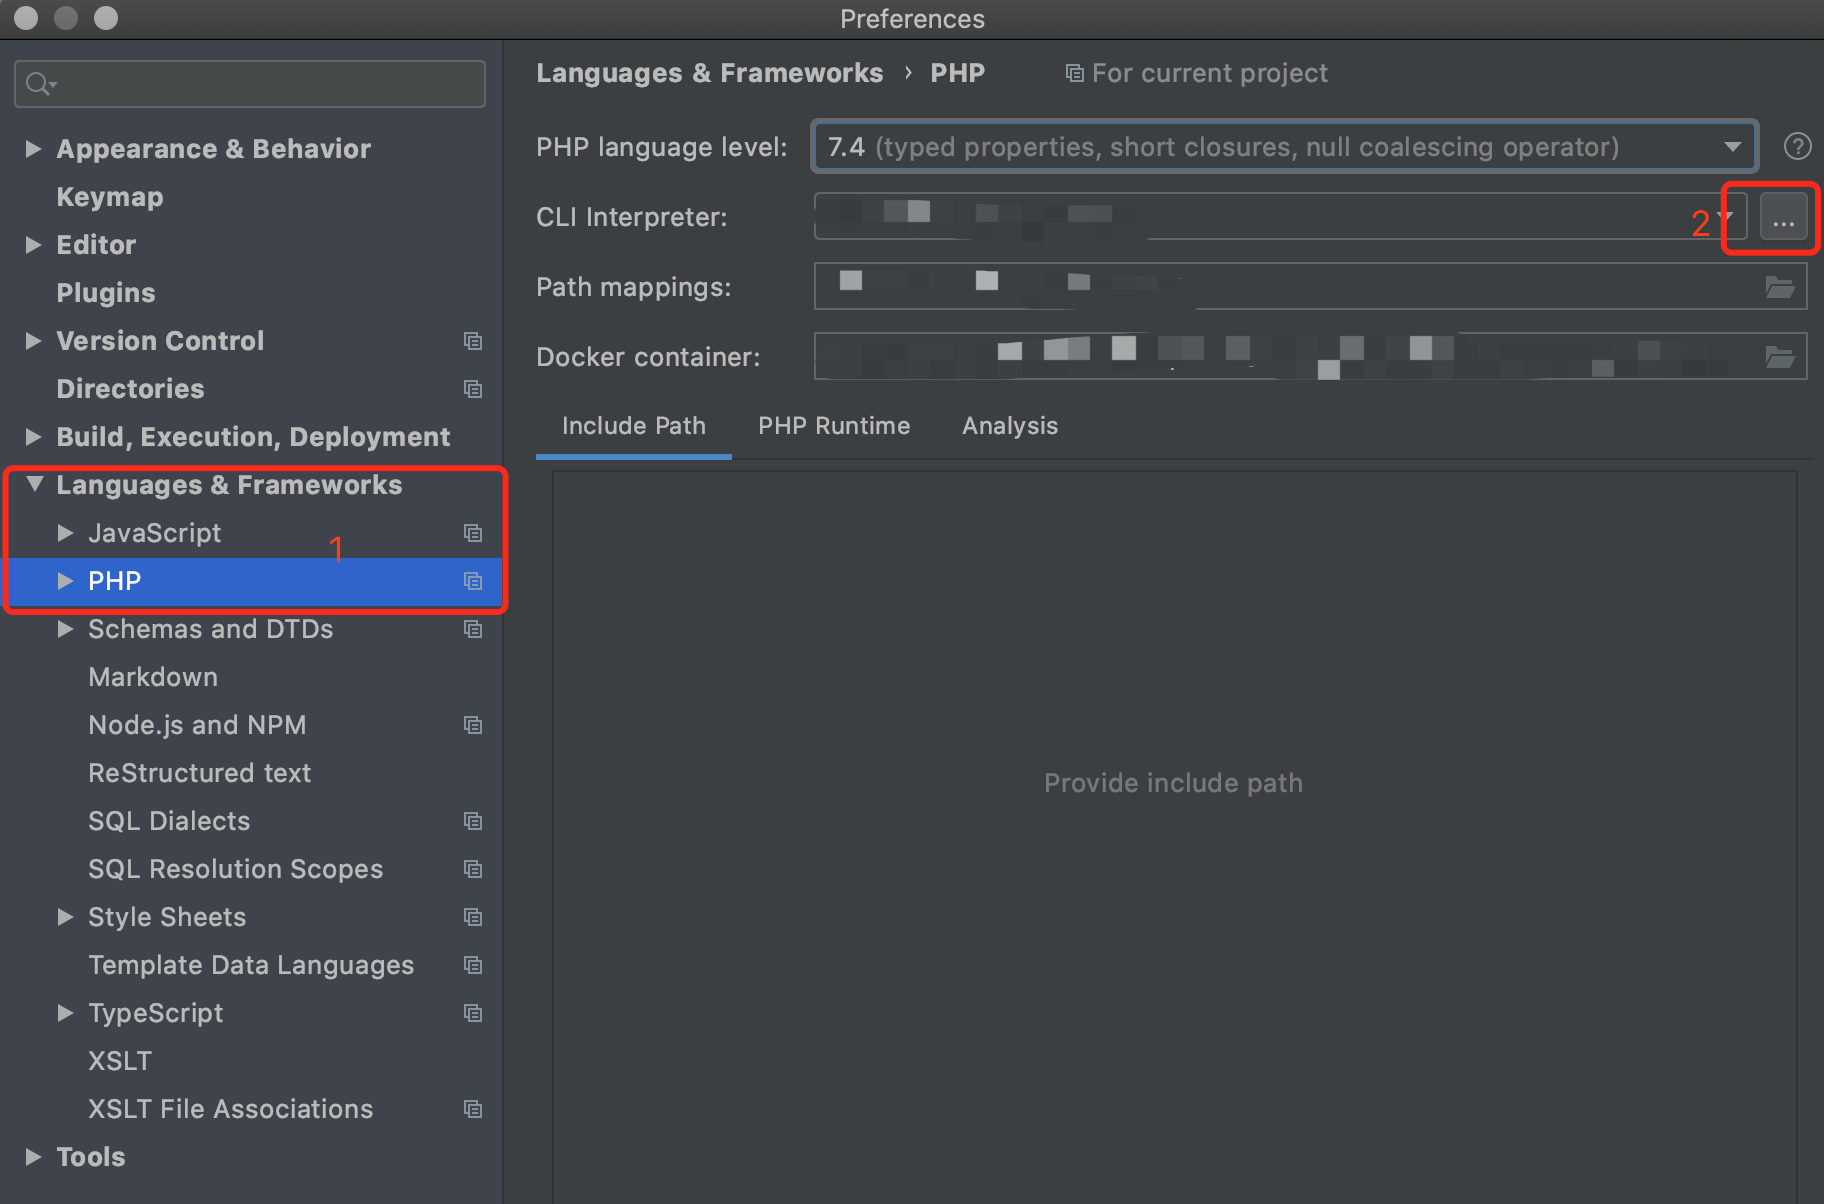 Preferences
Appearance & Behavior
Keymap
Editor
Plugins
Version Control
Directories
Build, Execution, Deployment
Languages & Frameworks
JavaScript
1
PHP
Schemas and DTDs
Markdown
Node.js and NPM
ReStructured text
SQL Dialects
SQL Resolution Scopes
Style Sheets
Template Data Languages
TypeScript
XSLT
XSLT File Associations
Tools
Languages & Frameworks › PHP For current project
PHP language level: 7.4 (typed properties, short closures, null coalescing operator) ?
CLI Interpreter: 2 ...
Path mappings:
Docker container:
Include Path PHP Runtime Analysis
Provide include path